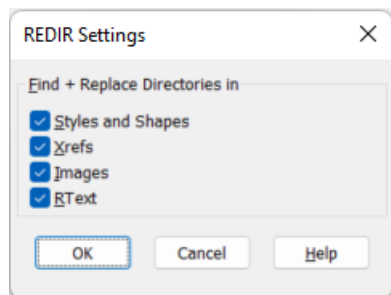 REDIR Settings
Find + Replace Directories in
Styles and Shapes
Xrefs
Images
RText
OK
Cancel
Help